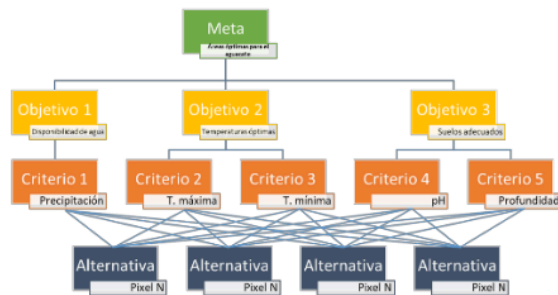 Meta
Áreas óptimas para el
aguacate
Objetivo 1
Disponibilidad de agua
Objetivo 2
Temperaturas óptimas
Objetivo 3
Suelos adecuados
Criterio 1
Precipitación
Criterio 2
T. máxima
Criterio 3
T. mínima
Criterio 4
pH
Criterio 5
Profundidad
Alternativa
Pixel N
Alternativa
Pixel N
Alternativa
Pixel N
Alternativa
Pixel N